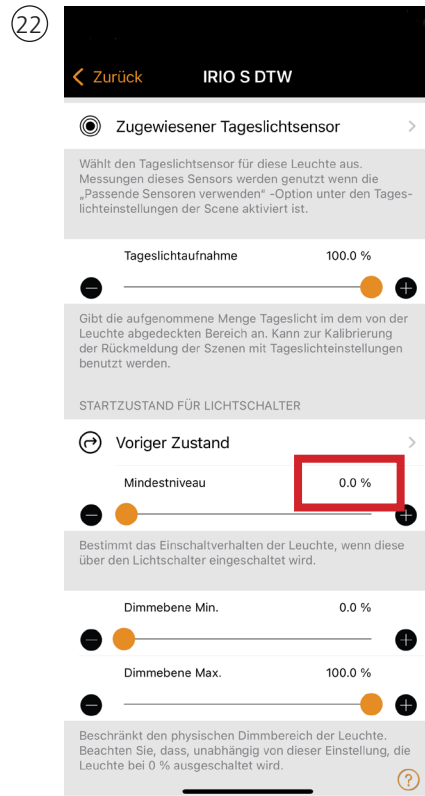 22
Zurück IRIO S DTW
Zugewiesener Tageslichtsensor
Wählt den Tageslichtsensor für diese Leuchte aus.
Messungen dieses Sensors werden genutzt wenn die
„Passende Sensoren verwenden“ -Option unter den Tages-
lichteinstellungen der Scene aktiviert ist.
Tageslichtaufnahme 100.0 %
Gibt die aufgenommene Menge Tageslicht im dem von der
Leuchte abgedeckten Bereich an. Kann zur Kalibrierung
der Rückmeldung der Szenen mit Tageslichteinstellungen
benutzt werden.
STARTZUSTAND FÜR LICHTSCHALTER
Voriger Zustand
Mindestniveau 0.0 %
Bestimmt das Einschaltverhalten der Leuchte, wenn diese
über den Lichtschalter eingeschaltet wird.
Dimmebene Min. 0.0 %
Dimmebene Max. 100.0 %
Beschränkt den physischen Dimmbereich der Leuchte.
Beachten Sie, dass, unabhängig von dieser Einstellung, die
Leuchte bei 0 % ausgeschaltet wird.
?